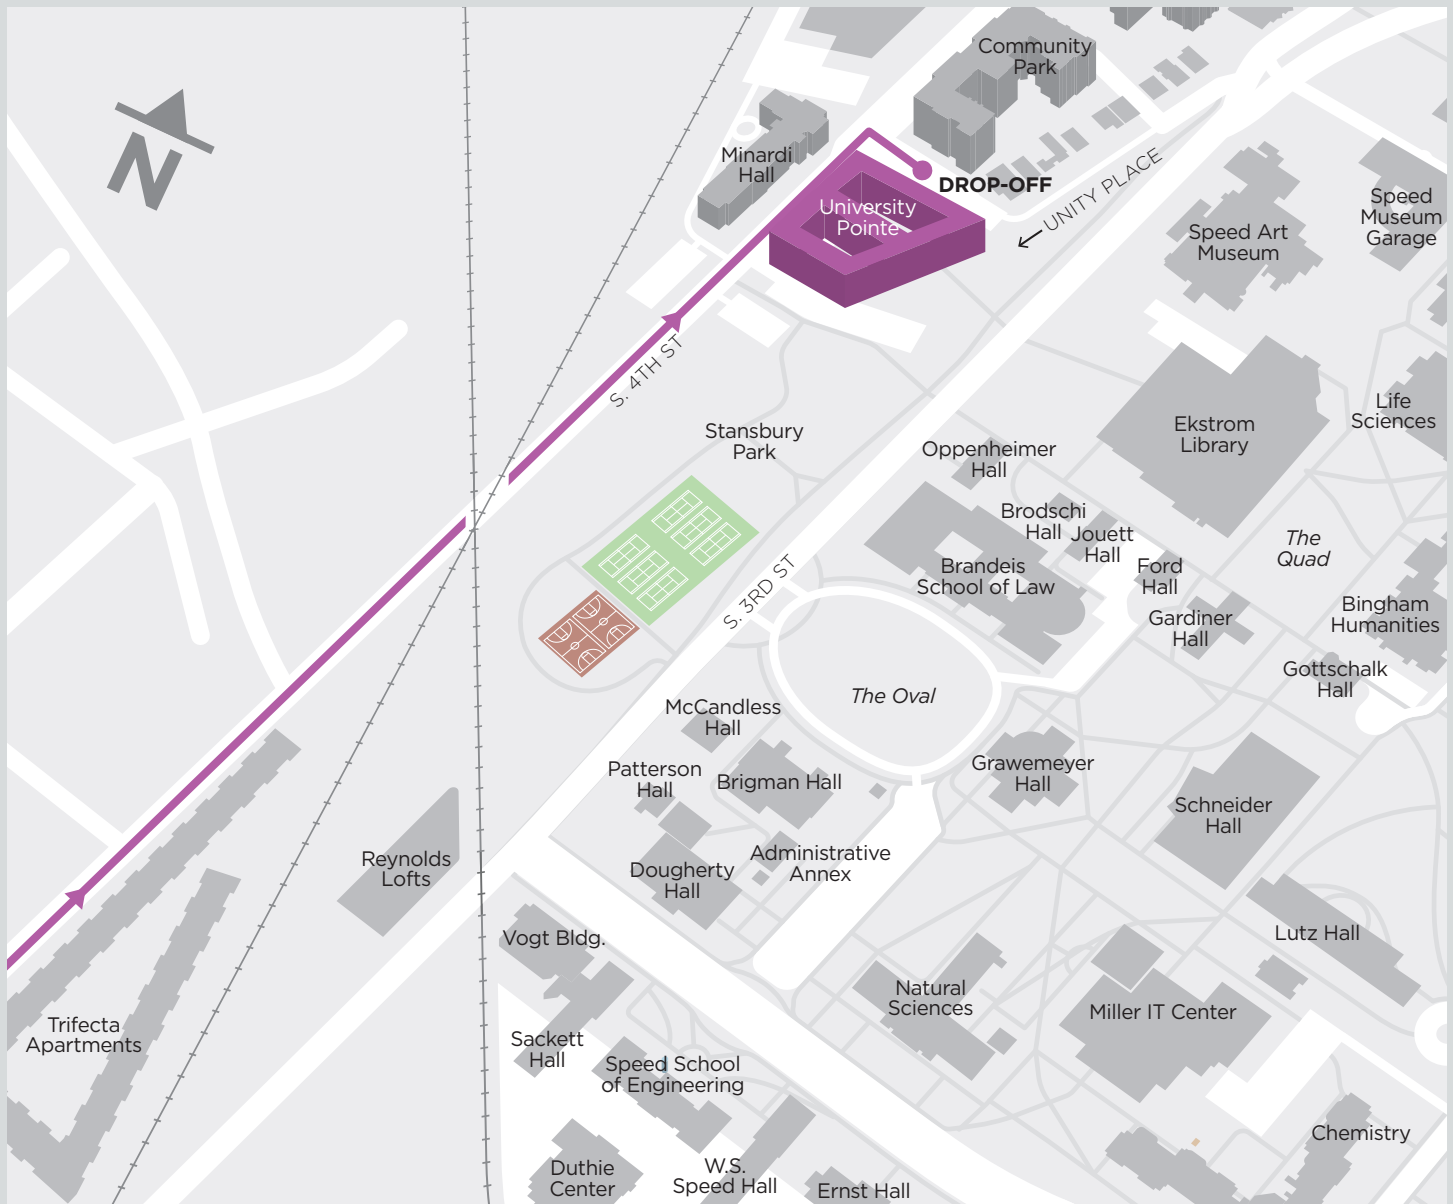 Community
Park
N
Minardi
Hall
DROP-OFF
University
Pointe
UNITY PLACE
Speed
Museum
Garage
Speed Art
Museum
S. 4TH ST
Stansbury
Park
Life
Sciences
Ekstrom
Library
Oppenheimer
Hall
Brodschi
Hall
Jouett
Hall
The
Quad
Ford
Hall
Brandeis
School of Law
S. 3RD ST
Gardiner
Hall
Bingham
Humanities
Gottschalk
Hall
The Oval
McCandless
Hall
Patterson
Hall
Brigman Hall
Grawemeyer
Hall
Schneider
Hall
Reynolds
Lofts
Administrative
Annex
Dougherty
Hall
Vogt Bldg.
Lutz Hall
Natural
Sciences
Miller IT Center
Trifecta
Apartments
Sackett
Hall
Speed School
of Engineering
Chemistry
Duthie
Center
W.S.
Speed Hall
Ernst Hall